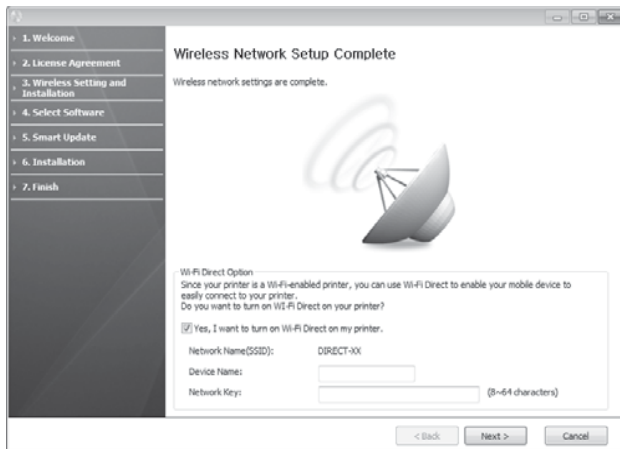 1. Welcome
2. License Agreement
3. Wireless Setting and
Installation
4. Select Software
5. Smart Update
6. Installation
7. Finish
Wireless Network Setup Complete
Wireless network settings are complete.
Wi-Fi Direct Option
Since your printer is a Wi-Fi-enabled printer, you can use Wi-Fi Direct to enable your mobile device to
easily connect to your printer.
Do you want to turn on Wi-Fi Direct on your printer?
Yes, I want to turn on Wi-Fi Direct on my printer.
Network Name(SSID): DIRECT-XX
Device Name:
Network Key: (8~64 characters)
< Back Next > Cancel